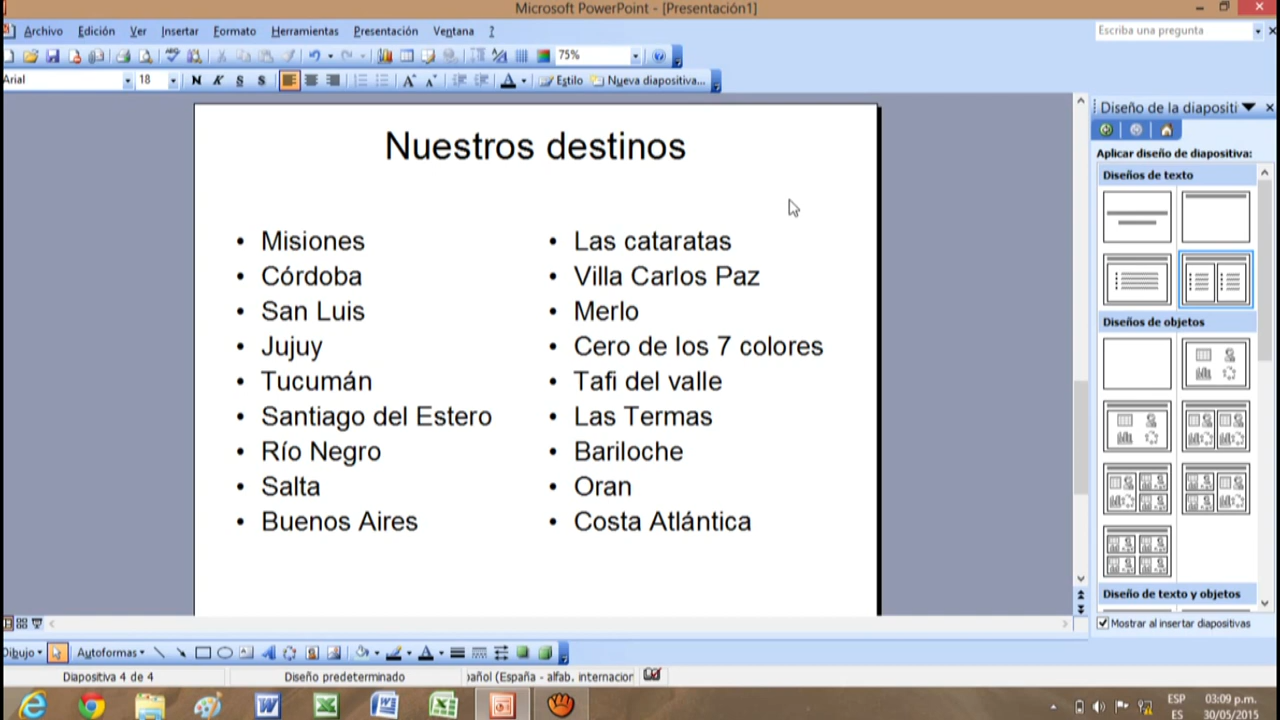 Microsoft PowerPoint - [Presentación1]
Archivo Edición Ver Insertar Formato Herramientas Presentación Ventana ?
Escriba una pregunta
75%
Arial 18 N K S S A Estilo Nueva diapositiva...
Diseño de la diapositi
Aplicar diseño de diapositiva:
Diseños de texto
Nuestros destinos
• Misiones
• Córdoba
• San Luis
• Jujuy
• Tucumán
• Santiago del Estero
• Río Negro
• Salta
• Buenos Aires
• Las cataratas
• Villa Carlos Paz
• Merlo
• Cero de los 7 colores
• Tafi del valle
• Las Termas
• Bariloche
• Oran
• Costa Atlántica
Diseños de objetos
Diseño de texto y objetos
Mostrar al insertar diapositivas
Dibujo Autoformas
Diapositiva 4 de 4
Diseño predeterminado
añol (España - alfab. internacior
ESP
ES
03:09 p.m.
30/05/2015